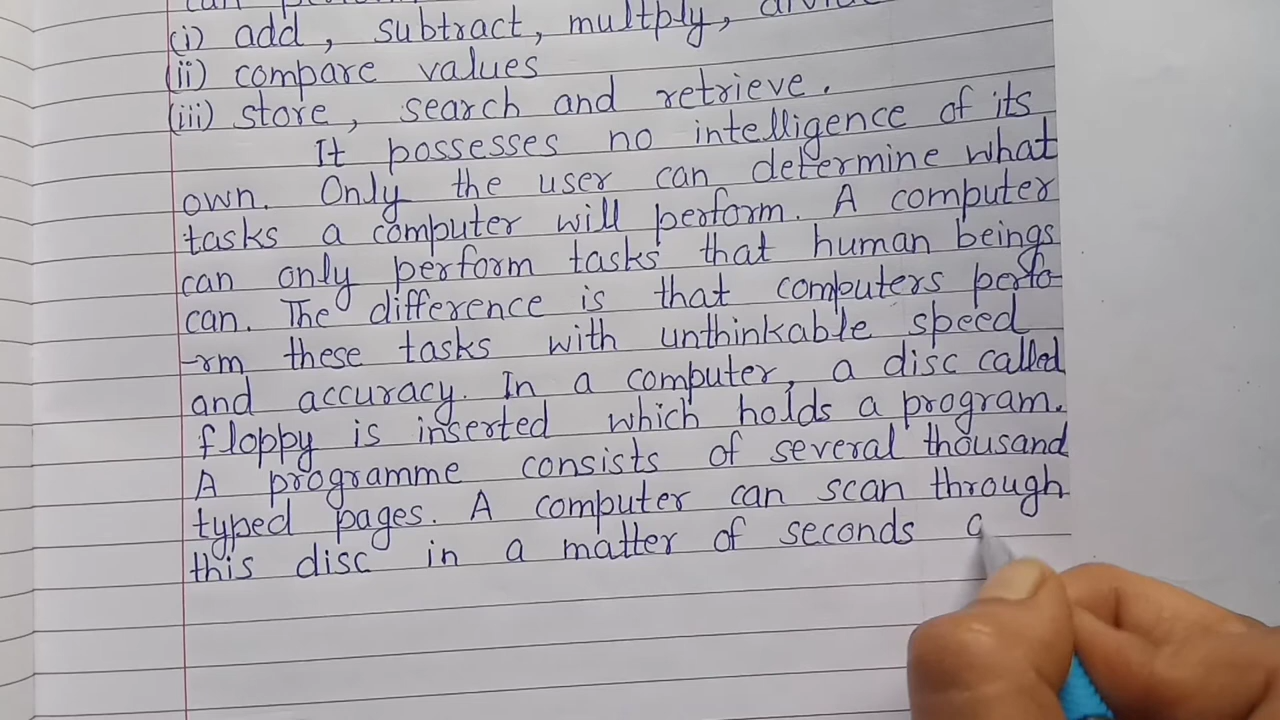 (i) add, subtract, multply,
(ii) compare values
(iii) store, search and retrieve.
It possesses no intelligence of its
own. Only the user can determine what
tasks a computer will perform. A computer
can only perform tasks that human beings
can. The difference is that computers perfo-
-rm these tasks with unthinkable speed
and accuracy. In a computer, a disc called
floppy is inserted which holds a program.
A programme consists of several thousand
typed pages. A computer can scan through
this disc in a matter of seconds